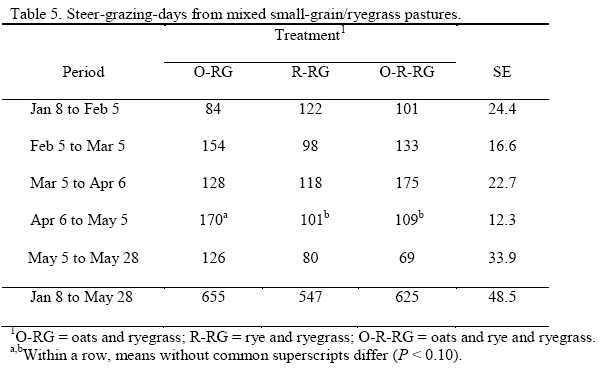 Table 5. Steer-grazing-days from mixed small-grain/ryegrass pastures.
Treatment1
Period O-RG R-RG O-R-RG SE
Jan 8 to Feb 5 84 122 101 24.4
Feb 5 to Mar 5 154 98 133 16.6
Mar 5 to Apr 6 128 118 175 22.7
Apr 6 to May 5 170a 101b 109b 12.3
May 5 to May 28 126 80 69 33.9
Jan 8 to May 28 655 547 625 48.5
1O-RG = oats and ryegrass; R-RG = rye and ryegrass; O-R-RG = oats and rye and ryegrass.
a,bWithin a row, means without common superscripts differ (P < 0.10).